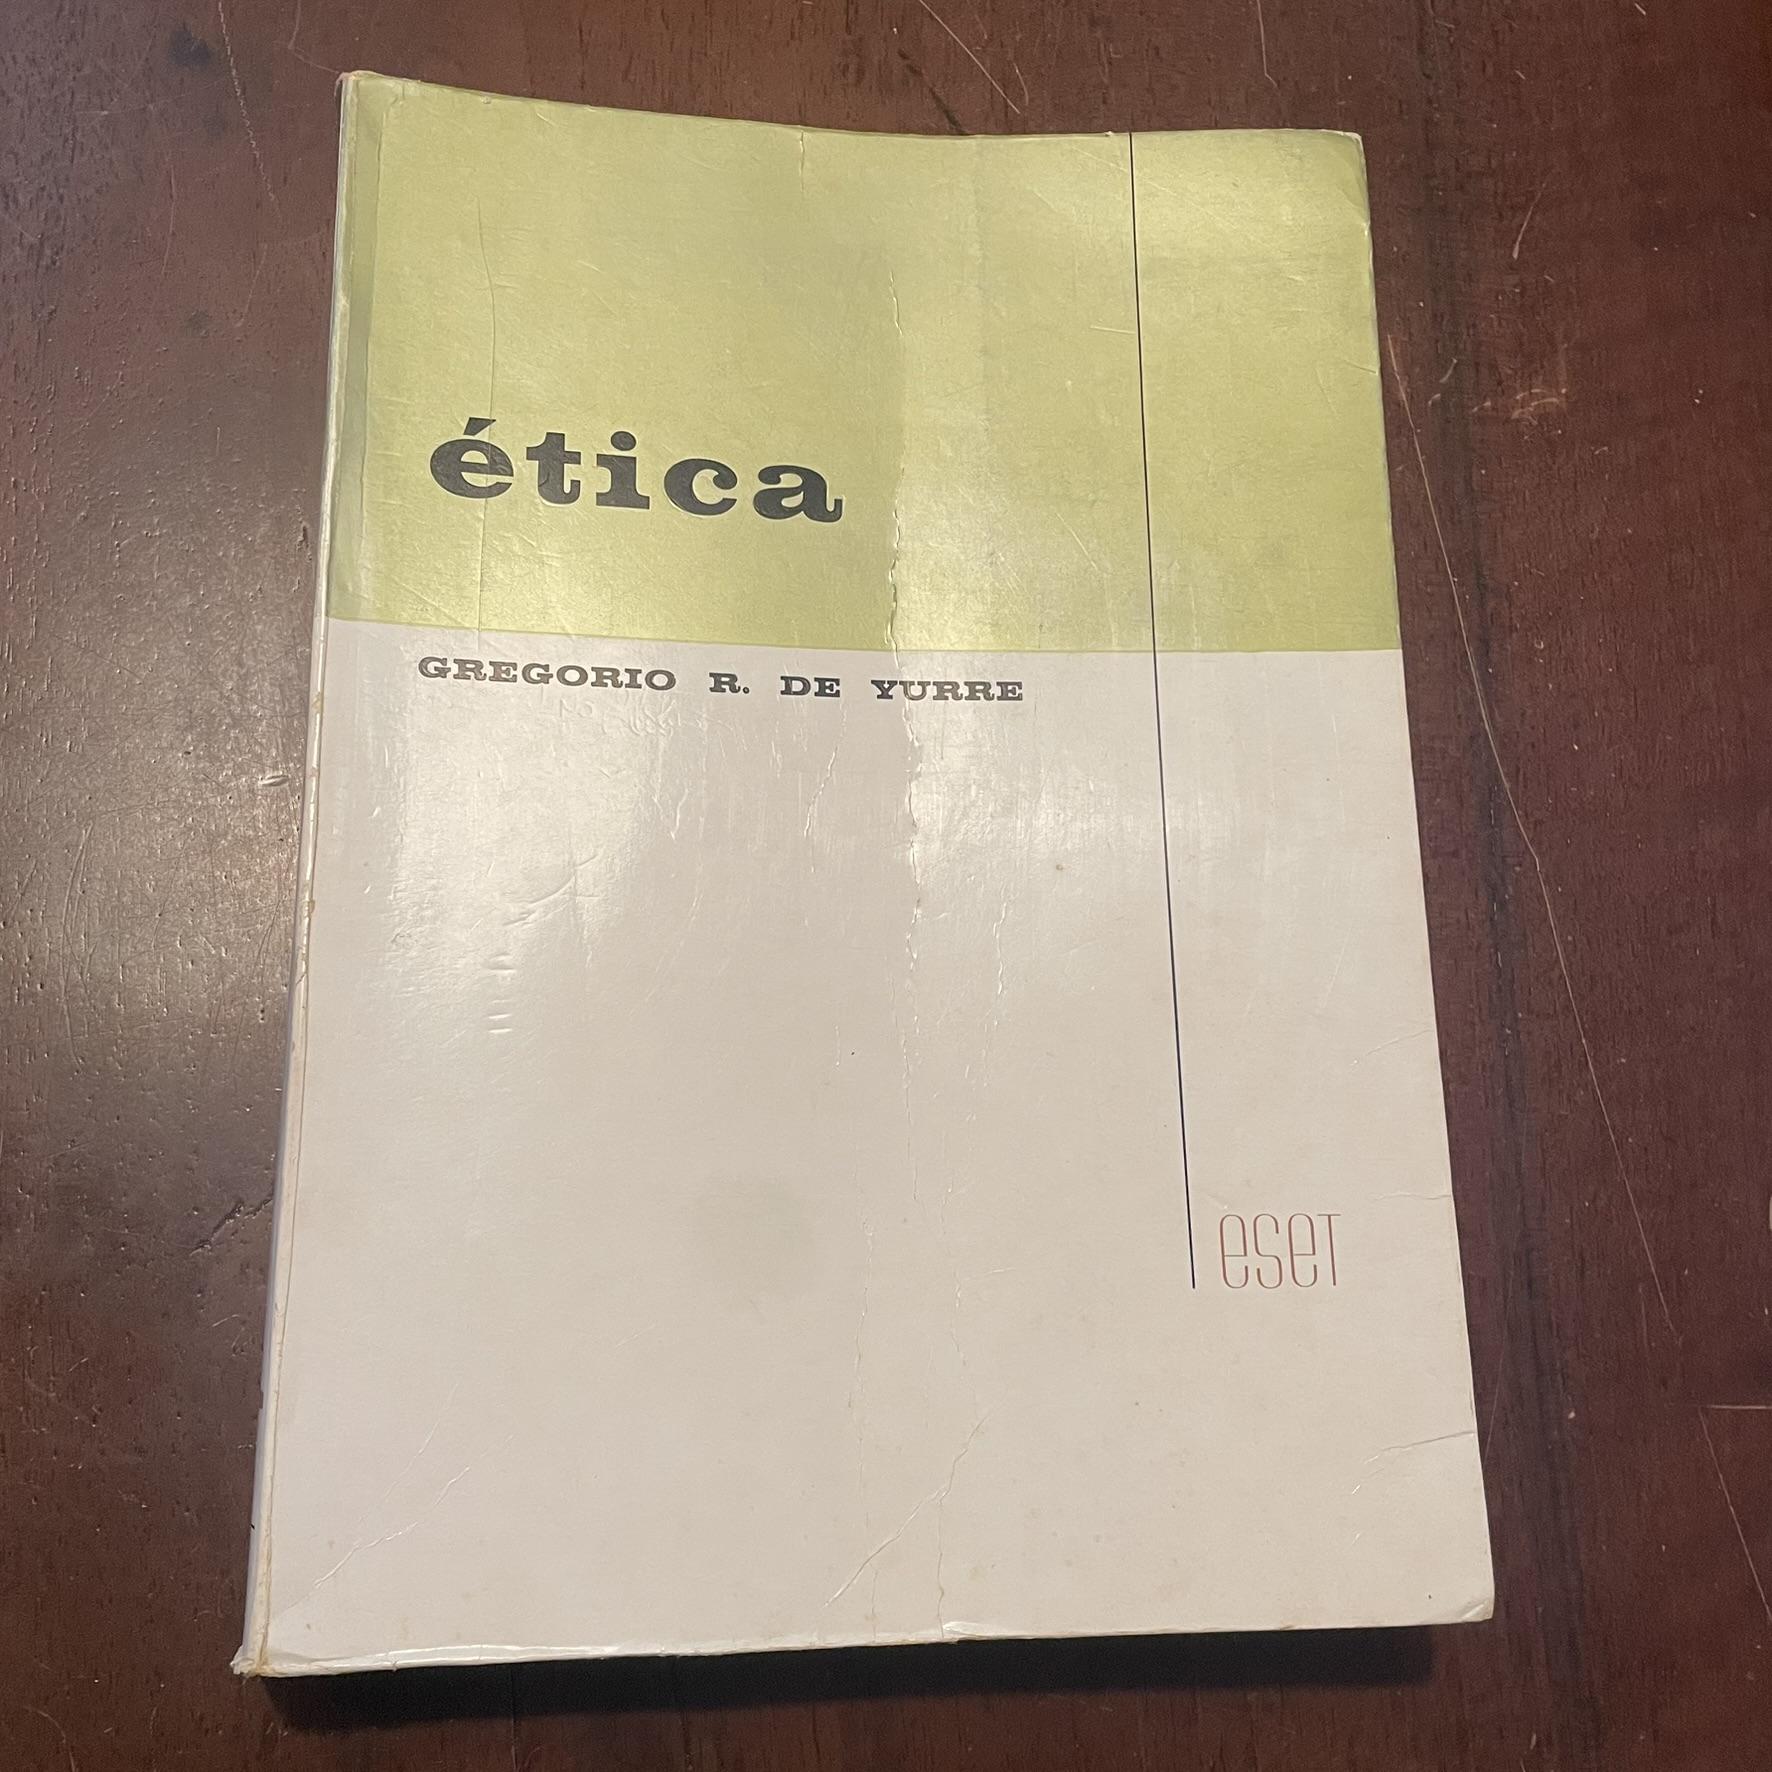 ética
GREGORIO R. DE YURRE
eset